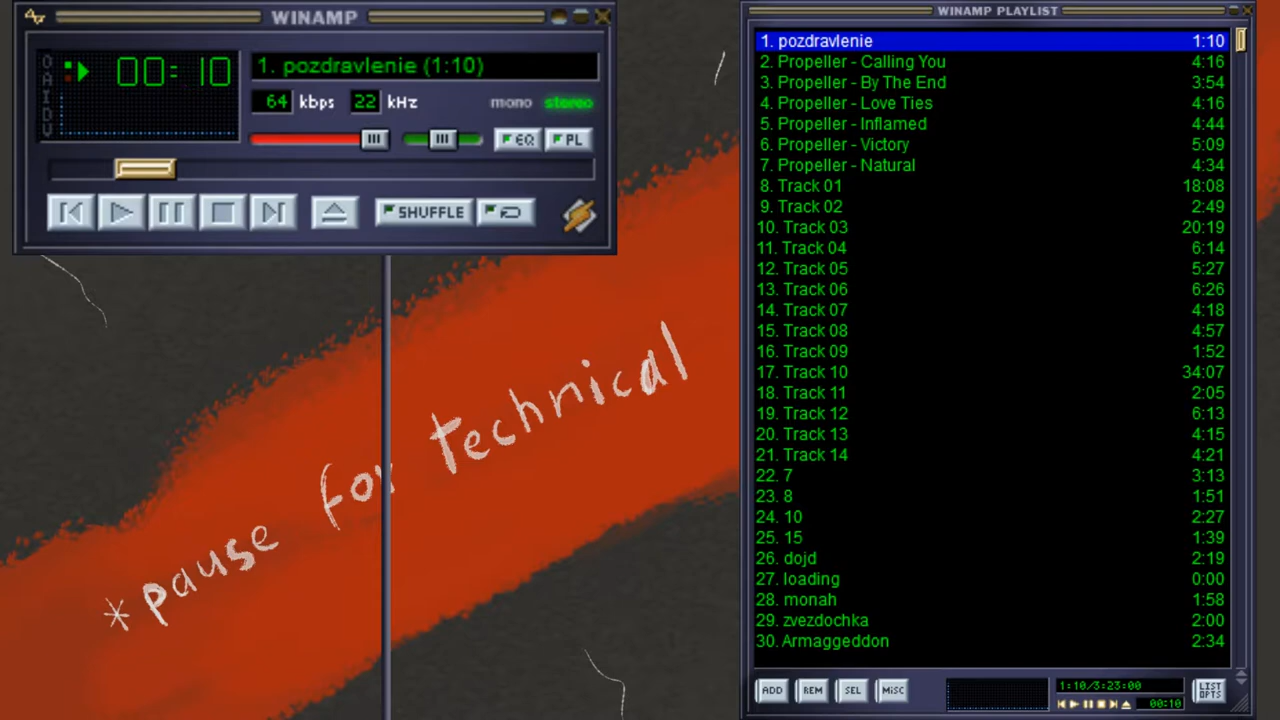 WINAMP
00:10
1. pozdravlenie (1:10)
O
A
I
D
V
64 kbps 22 kHz mono stereo
EQ PL
SHUFFLE
*pause for technical
WINAMP PLAYLIST
1. pozdravlenie 1:10
2. Propeller - Calling You 4:16
3. Propeller - By The End 3:54
4. Propeller - Love Ties 4:16
5. Propeller - Inflamed 4:44
6. Propeller - Victory 5:09
7. Propeller - Natural 4:34
8. Track 01 18:08
9. Track 02 2:49
10. Track 03 20:19
11. Track 04 6:14
12. Track 05 5:27
13. Track 06 6:26
14. Track 07 4:18
15. Track 08 4:57
16. Track 09 1:52
17. Track 10 34:07
18. Track 11 2:05
19. Track 12 6:13
20. Track 13 4:15
21. Track 14 4:21
22. 7 3:13
23. 8 1:51
24. 10 2:27
25. 15 1:39
26. dojd 2:19
27. loading 0:00
28. monah 1:58
29. zvezdochka 2:00
30. Armaggeddon 2:34
ADD REM SEL MISC
1:10/3:23:00
00:10
LIST OPTS